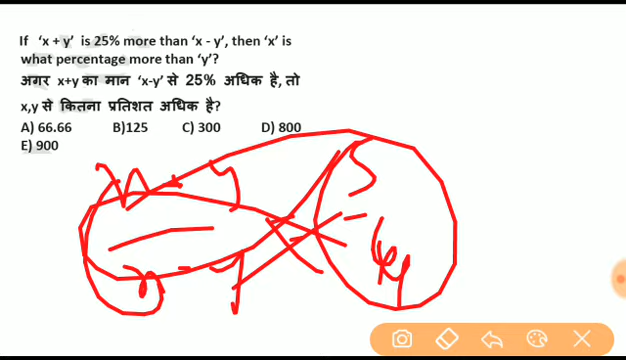 If ‘x + y’ is 25% more than ‘x - y’, then ‘x’ is
what percentage more than ‘y’?
अगर x+y का मान ‘x-y’ से 25% अधिक है, तो
x,y से कितना प्रतिशत अधिक है?
A) 66.66 B)125 C) 300 D) 800
E) 900